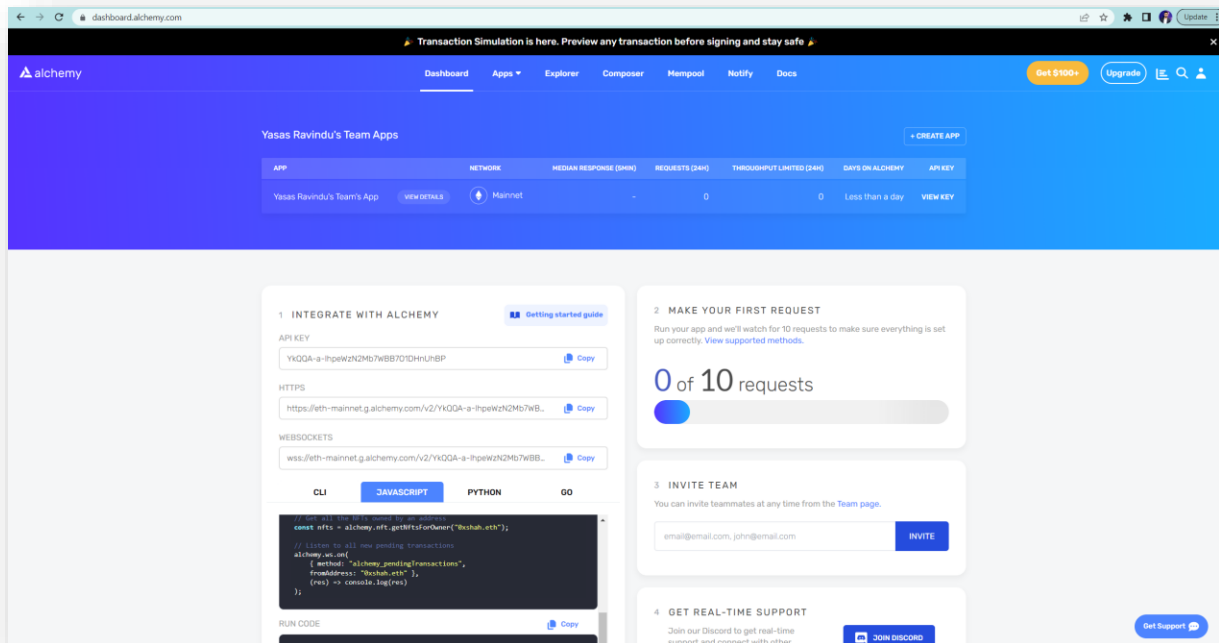 dashboard.alchemy.com
Update
🎉 Transaction Simulation is here. Preview any transaction before signing and stay safe 🎉
alchemy
Dashboard Apps Explorer Composer Mempool Notify Docs
Get $100+ Upgrade
Yasas Ravindu's Team Apps
+ CREATE APP
APP NETWORK MEDIAN RESPONSE (5MIN) REQUESTS (24H) THROUGHPUT LIMITED (24H) DAYS ON ALCHEMY API KEY
Yasas Ravindu's Team's App VIEW DETAILS Mainnet - 0 0 Less than a day VIEW KEY
1 INTEGRATE WITH ALCHEMY
Getting started guide
API KEY
YkQQA-a-IhpeWzN2Mb7WBB7O1DHnUhBP Copy
HTTPS
https://eth-mainnet.g.alchemy.com/v2/YkQQA-a-IhpeWzN2Mb7WB... Copy
WEBSOCKETS
wss://eth-mainnet.g.alchemy.com/v2/YkQQA-a-IhpeWzN2Mb7WBB... Copy
CLI JAVASCRIPT PYTHON GO
// Get all the NFTs owned by an address
const nfts = alchemy.nft.getNftsForOwner("0xshah.eth");
// Listen to all new pending transactions
alchemy.ws.on(
{ method: "alchemy_pendingTransactions",
fromAddress: "0xshah.eth" },
(res) => console.log(res)
);
RUN CODE Copy
2 MAKE YOUR FIRST REQUEST
Run your app and we'll watch for 10 requests to make sure everything is set
up correctly. View supported methods.
0 of 10 requests
3 INVITE TEAM
You can invite teammates at any time from the Team page.
email@email.com, john@email.com INVITE
4 GET REAL-TIME SUPPORT
Join our Discord to get real-time
support and connect with other
JOIN DISCORD
Get Support